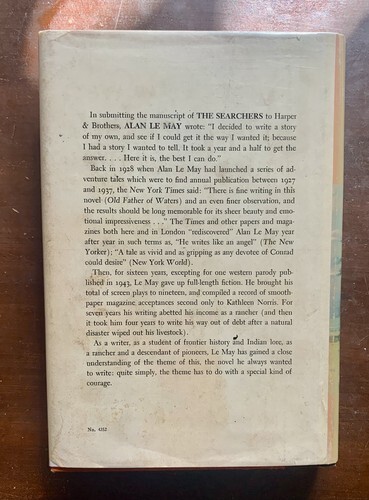 In submitting the manuscript of THE SEARCHERS to Harper
& Brothers, ALAN LE MAY wrote: "I decided to write a story
of my own, and see if I could get it the way I wanted it; because
I had a story I wanted to tell. It took a year and a half to get the
answer. . . . Here it is, the best I can do."
Back in 1928 when Alan Le May had launched a series of ad-
venture tales which were to find annual publication between 1927
and 1937, the New York Times said: "There is fine writing in this
novel (Old Father of Waters) and an even finer observation, and
the results should be long memorable for its sheer beauty and emo-
tional impressiveness . . ." The Times and other papers and maga-
zines both here and in London "rediscovered" Alan Le May year
after year in such terms as, "He writes like an angel" (The New
Yorker); "A tale as vivid and as gripping as any devotee of Conrad
could desire" (New York World).
Then, for sixteen years, excepting for one western parody pub-
lished in 1943, Le May gave up full-length fiction. He brought his
total of screen plays to nineteen, and compiled a record of smooth-
paper magazine acceptances second only to Kathleen Norris. For
seven years his writing abetted his income as a rancher (and then
it took him four years to write his way out of debt after a natural
disaster wiped out his livestock).
As a writer, as a student of frontier history and Indian lore, as
a rancher and a descendant of pioneers, Le May has gained a close
understanding of the theme of this, the novel he always wanted
to write: quite simply, the theme has to do with a special kind of
courage.